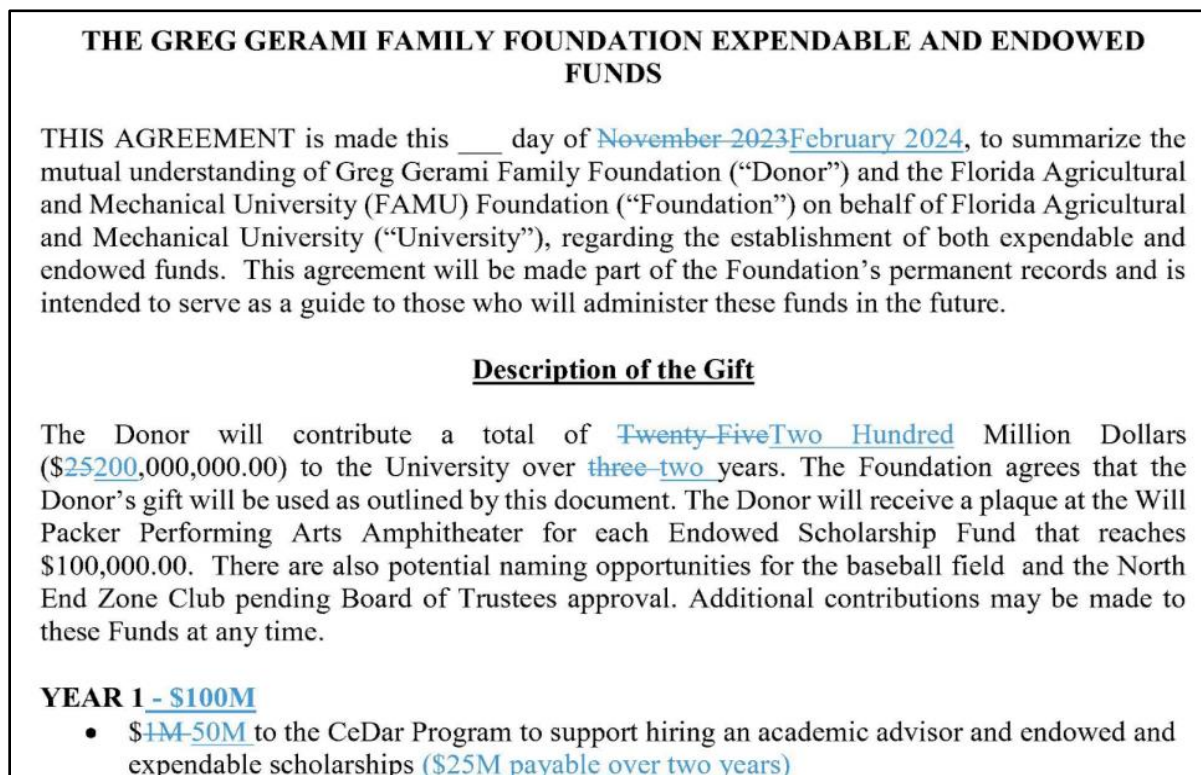 THE GREG GERAMI FAMILY FOUNDATION EXPENDABLE AND ENDOWED
FUNDS
THIS AGREEMENT is made this ___ day of November 2023February 2024, to summarize the
mutual understanding of Greg Gerami Family Foundation (“Donor”) and the Florida Agricultural
and Mechanical University (FAMU) Foundation (“Foundation”) on behalf of Florida Agricultural
and Mechanical University (“University”), regarding the establishment of both expendable and
endowed funds. This agreement will be made part of the Foundation’s permanent records and is
intended to serve as a guide to those who will administer these funds in the future.
Description of the Gift
The Donor will contribute a total of Twenty-FiveTwo Hundred Million Dollars
($25200,000,000.00) to the University over three two years. The Foundation agrees that the
Donor’s gift will be used as outlined by this document. The Donor will receive a plaque at the Will
Packer Performing Arts Amphitheater for each Endowed Scholarship Fund that reaches
$100,000.00. There are also potential naming opportunities for the baseball field and the North
End Zone Club pending Board of Trustees approval. Additional contributions may be made to
these Funds at any time.
YEAR 1 - $100M
• $1M 50M to the CeDar Program to support hiring an academic advisor and endowed and
expendable scholarships ($25M payable over two years)